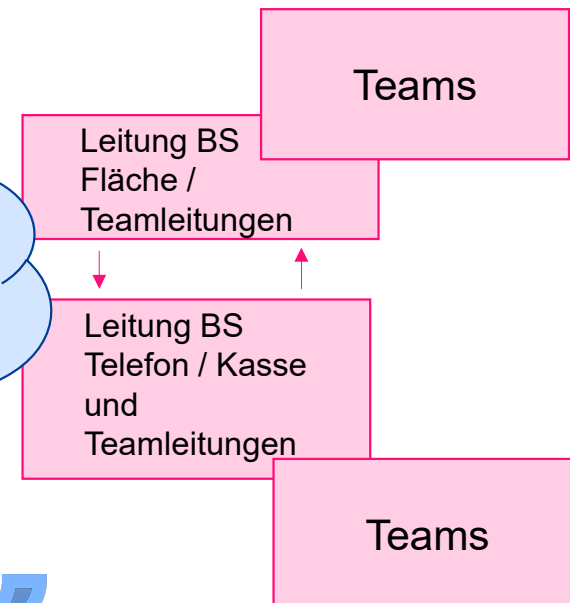 Teams
Leitung BS
Fläche /
Teamleitungen
Leitung BS
Telefon / Kasse
und
Teamleitungen
Teams